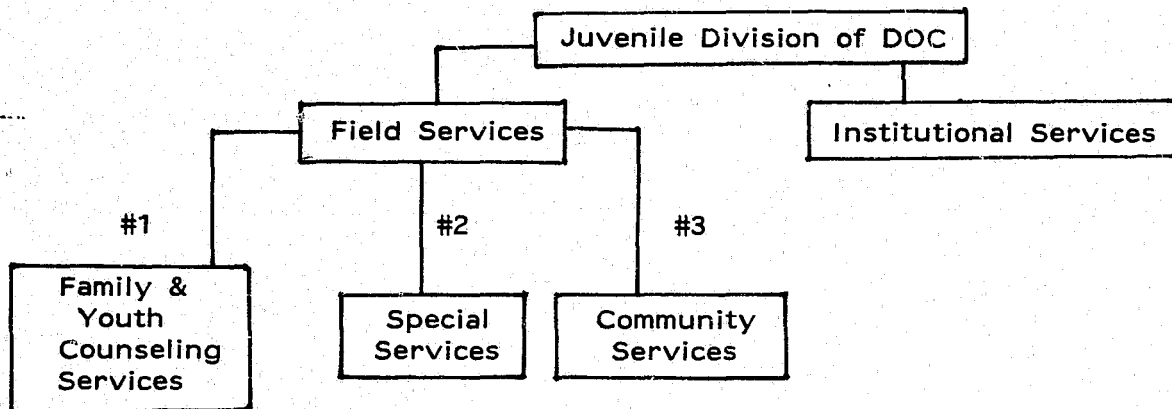 Juvenile Division of DOC
Field Services
Institutional Services
#1
#2
#3
Family &
Youth
Counseling
Services
Special
Services
Community
Services